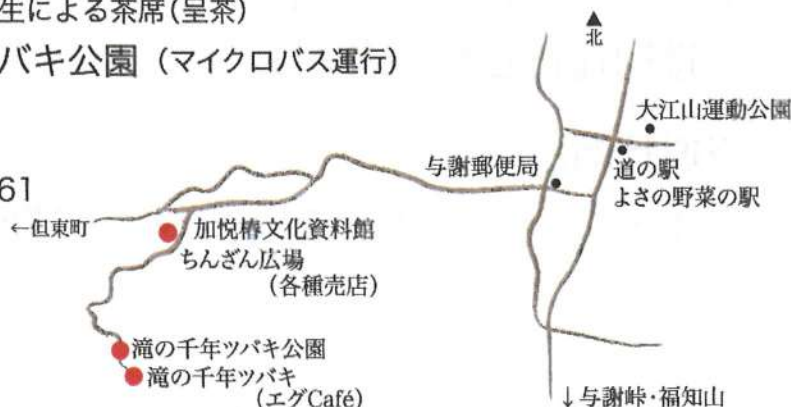 生による茶席(呈茶)
バキ公園(マイクロバス運行)
61
▲
北
大江山運動公園
与謝郵便局
道の駅
よさの野菜の駅
←但東町
加悦椿文化資料館
ちんざん広場
(各種売店)
滝の千年ツバキ公園
滝の千年ツバキ
(エグCafé)
↓与謝峠・福知山